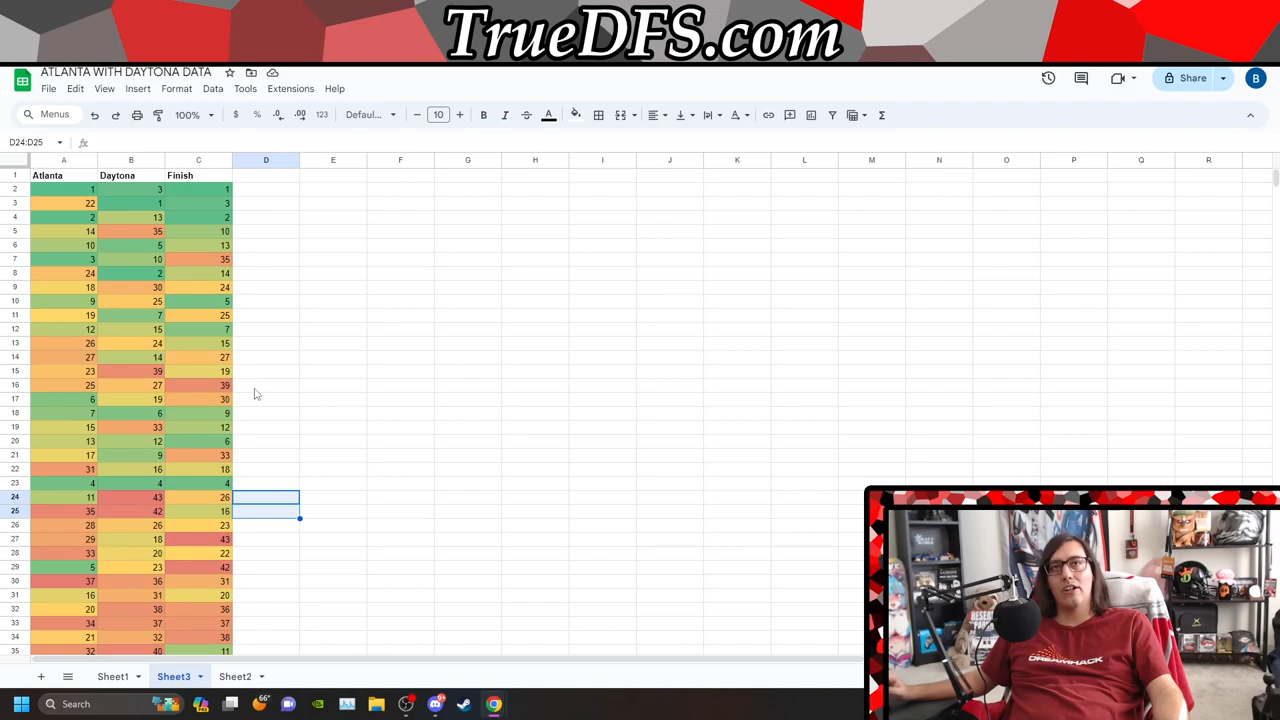 TrueDFS.com
ATLANTA WITH DAYTONA DATA
Share
B
File Edit View Insert Format Data Tools Extensions Help
Menus 100% $ % .0 .00 123 Defaul... 10 B I A
D24:D25 fx
A B C D E F G H I J K L M N O P Q R
1 Atlanta Daytona Finish
2 1 3 1
3 22 1 3
4 2 13 2
5 14 35 10
6 10 5 13
7 3 10 35
8 24 2 14
9 18 30 24
10 9 25 5
11 19 7 25
12 12 15 7
13 26 24 15
14 27 14 27
15 23 39 19
16 25 27 39
17 6 19 30
18 7 6 9
19 15 33 12
20 13 12 6
21 17 9 33
22 31 16 18
23 4 4 4
24 11 43 26
25 35 42 16
26 28 26 23
27 29 18 43
28 33 20 22
29 5 23 42
30 37 36 31
31 16 31 20
32 20 38 36
33 34 37 37
34 21 32 38
35 32 40 11
DREAMHACK
Sheet1 Sheet3 Sheet2
Search
66°